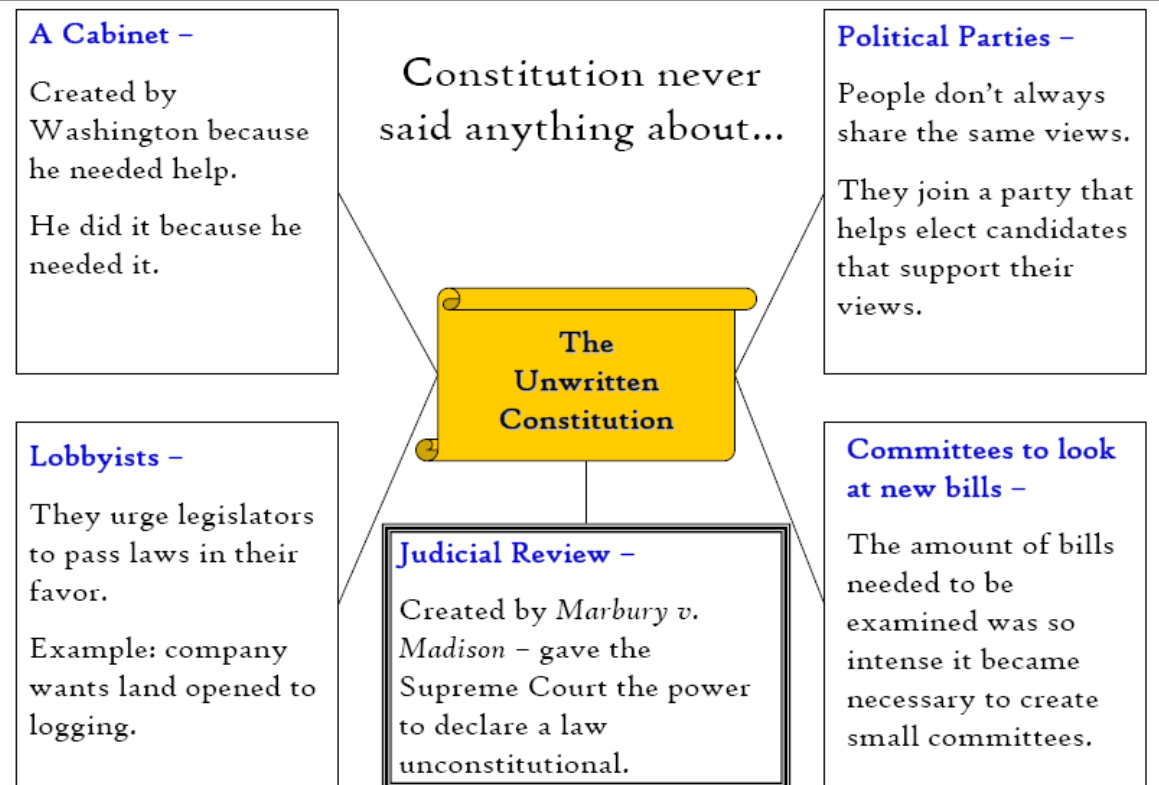 A Cabinet –
Created by
Washington because
he needed help.
He did it because he
needed it.
Constitution never
said anything about...
Political Parties –
People don't always
share the same views.
They join a party that
helps elect candidates
that support their
views.
The
Unwritten
Constitution
Lobbyists –
They urge legislators
to pass laws in their
favor.
Example: company
wants land opened to
logging.
Judicial Review –
Created by Marbury v.
Madison – gave the
Supreme Court the power
to declare a law
unconstitutional.
Committees to look
at new bills –
The amount of bills
needed to be
examined was so
intense it became
necessary to create
small committees.